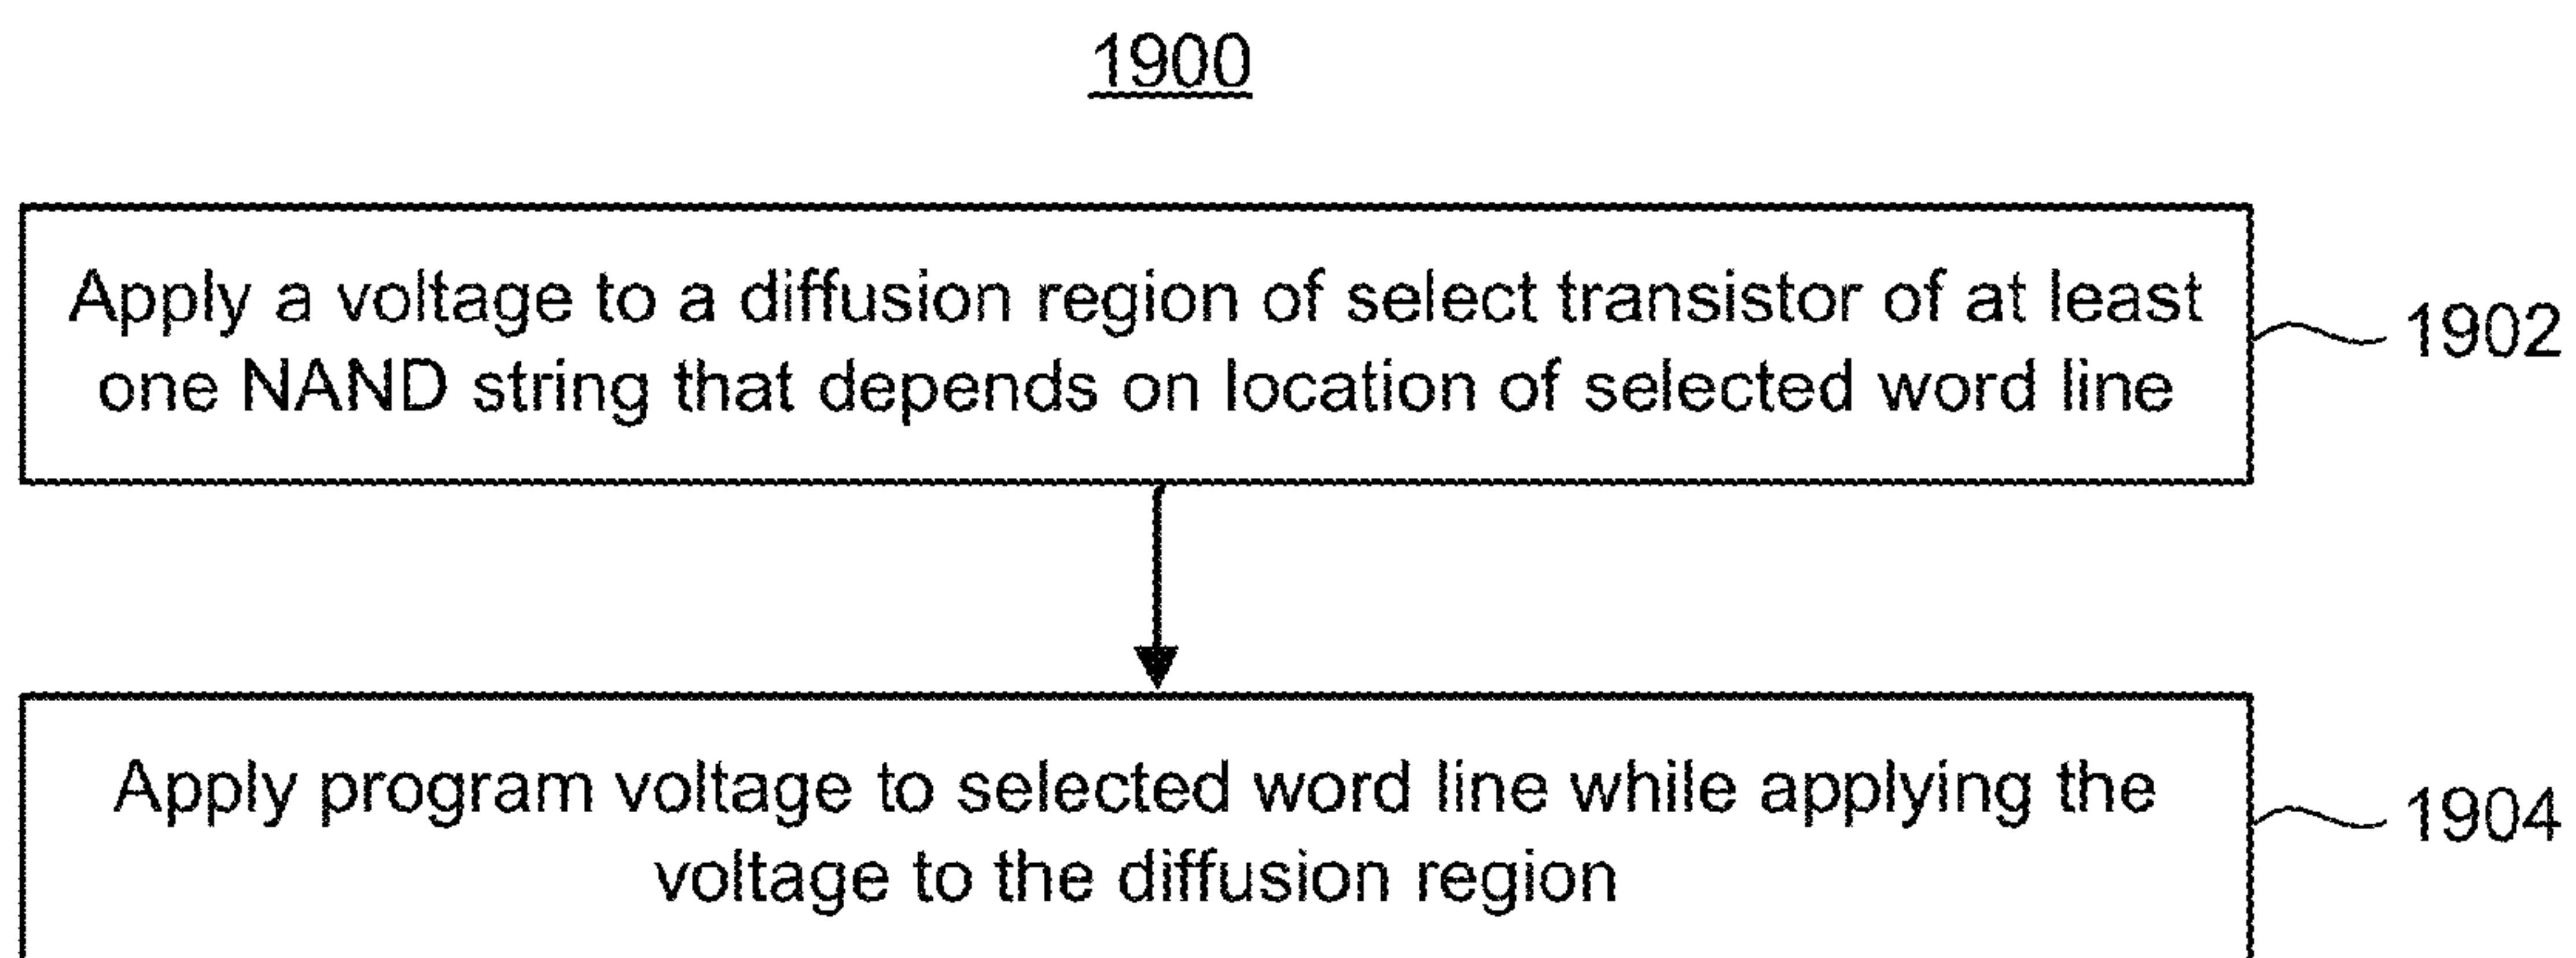 1900
Apply a voltage to a diffusion region of select transistor of at least
one NAND string that depends on location of selected word line
1902
Apply program voltage to selected word line while applying the
voltage to the diffusion region
1904